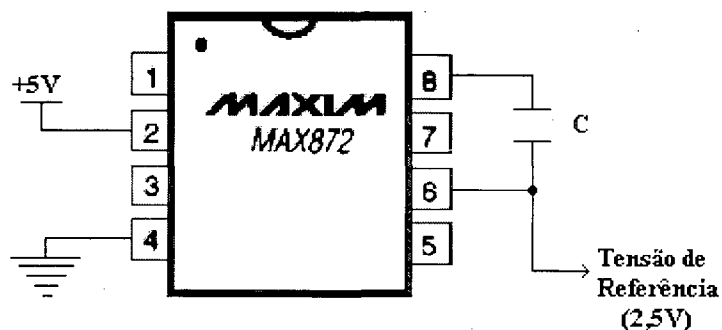 +5V
1
2
3
4
MAXIM
MAX872
8
7
6
5
C
Tensão de
Referência
(2,5V)